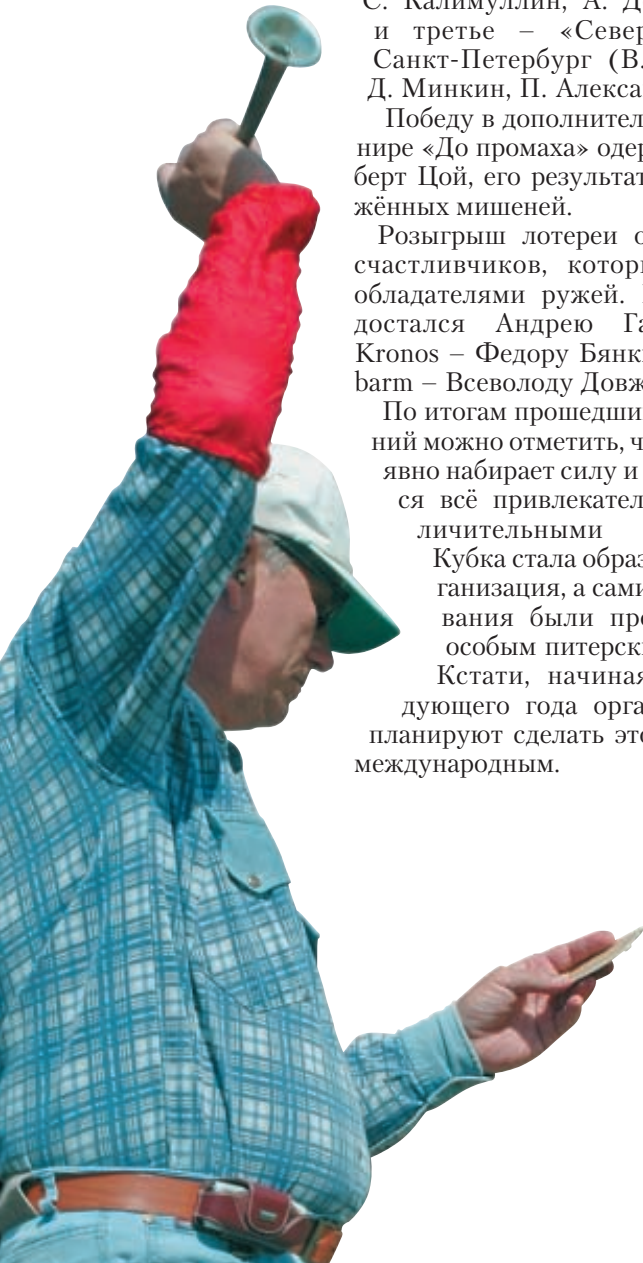 С. Калимуллин, А.
и третье – «Север
Санкт-Петербург (В.
Д. Минкин, П. Алекса
Победу в дополнител
нире «До промаха» одер
берт Цой, его результат
жённых мишеней.
Розыгрыш лотереи
счастливчиков, котор
обладателями ружей.
достался Андрею Га
Kronos – Федору Бянк
barm – Всеволоду Довж
По итогам прошедши
ний можно отметить, ч
явно набирает силу и
ся всё привлекател
личительными
Кубка стала образ
ганизация, а сами
вания были про
особым питерск
Кстати, начиная
дующего года орга
планируют сделать это
международным.